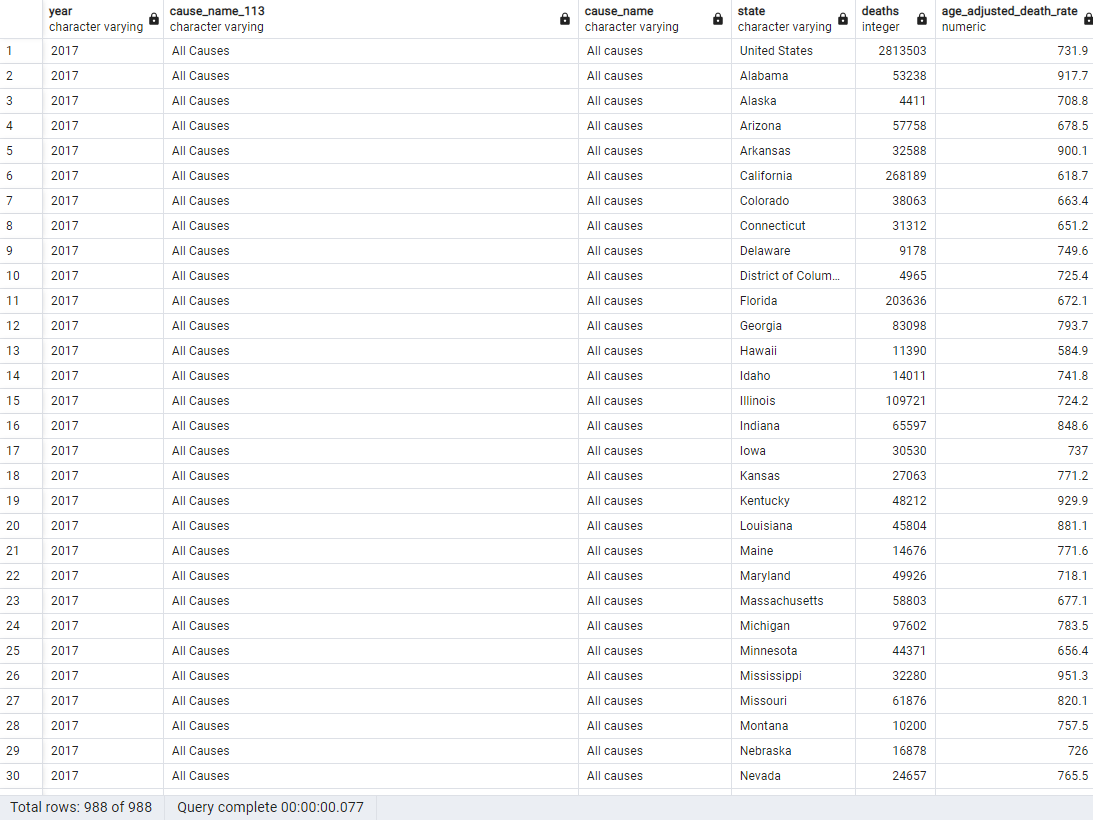 year cause_name_113 cause_name state deaths age_adjusted_death_rate
character varying character varying character varying character varying integer numeric
1 2017 All Causes All causes United States 2813503 731.9
2 2017 All Causes All causes Alabama 53238 917.7
3 2017 All Causes All causes Alaska 4411 708.8
4 2017 All Causes All causes Arizona 57758 678.5
5 2017 All Causes All causes Arkansas 32588 900.1
6 2017 All Causes All causes California 268189 618.7
7 2017 All Causes All causes Colorado 38063 663.4
8 2017 All Causes All causes Connecticut 31312 651.2
9 2017 All Causes All causes Delaware 9178 749.6
10 2017 All Causes All causes District of Colum... 4965 725.4
11 2017 All Causes All causes Florida 203636 672.1
12 2017 All Causes All causes Georgia 83098 793.7
13 2017 All Causes All causes Hawaii 11390 584.9
14 2017 All Causes All causes Idaho 14011 741.8
15 2017 All Causes All causes Illinois 109721 724.2
16 2017 All Causes All causes Indiana 65597 848.6
17 2017 All Causes All causes Iowa 30530 737
18 2017 All Causes All causes Kansas 27063 771.2
19 2017 All Causes All causes Kentucky 48212 929.9
20 2017 All Causes All causes Louisiana 45804 881.1
21 2017 All Causes All causes Maine 14676 771.6
22 2017 All Causes All causes Maryland 49926 718.1
23 2017 All Causes All causes Massachusetts 58803 677.1
24 2017 All Causes All causes Michigan 97602 783.5
25 2017 All Causes All causes Minnesota 44371 656.4
26 2017 All Causes All causes Mississippi 32280 951.3
27 2017 All Causes All causes Missouri 61876 820.1
28 2017 All Causes All causes Montana 10200 757.5
29 2017 All Causes All causes Nebraska 16878 726
30 2017 All Causes All causes Nevada 24657 765.5
Total rows: 988 of 988 Query complete 00:00:00.077